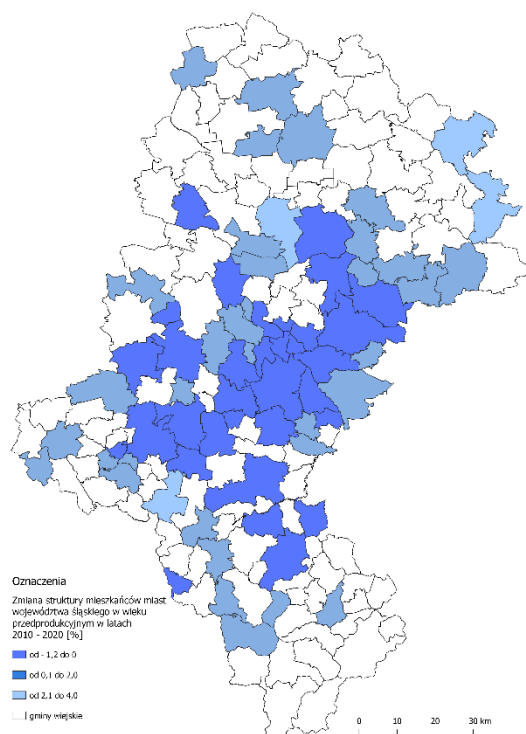 Oznaczenia
Zmiana struktury mieszkańców miast
województwa śląskiego w wieku
przedprodukcyjnym w latach
2010 - 2020 [%]
od - 1,2 do 0
od 0,1 do 2,0
od 2,1 do 4,0
gminy wiejskie
0 10 20 30 km